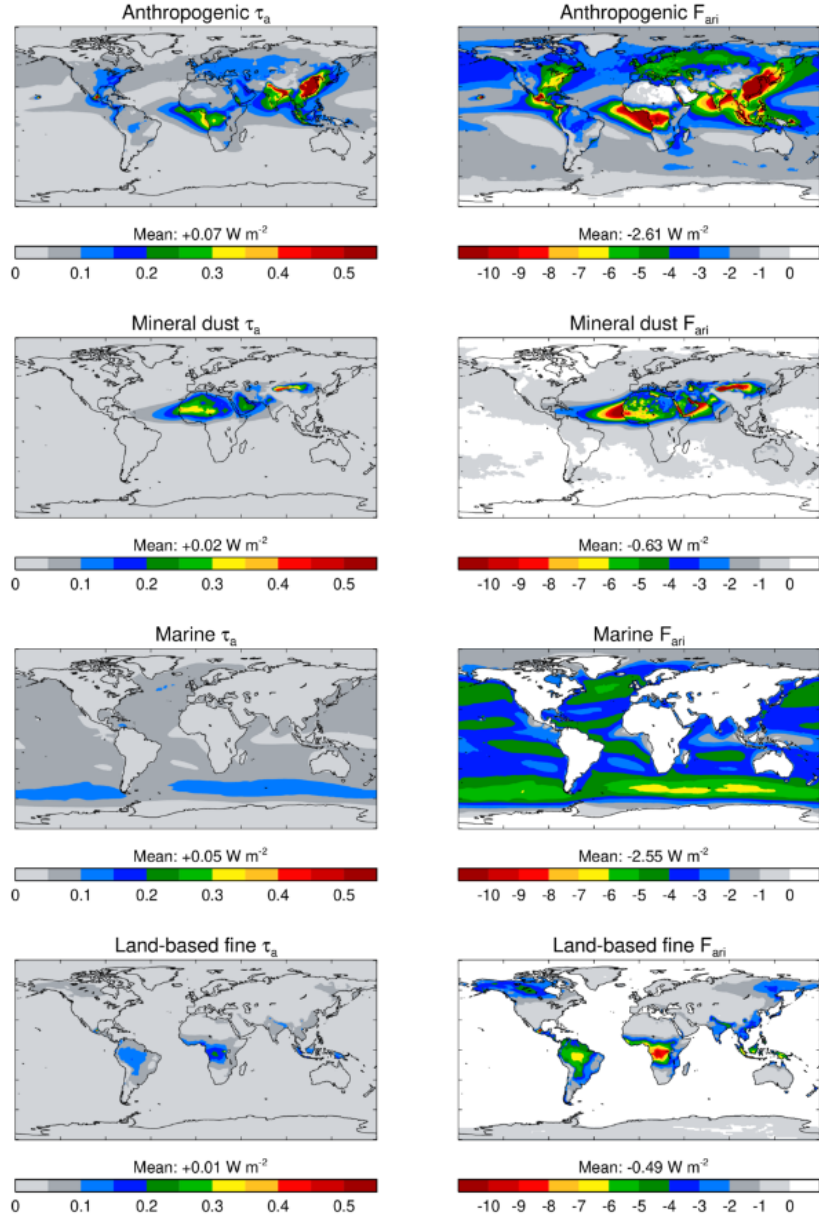 Anthropogenic τa
Anthropogenic Fari
Mean: +0.07 W m-2
Mean: -2.61 W m-2
0 0.1 0.2 0.3 0.4 0.5
-10 -9 -8 -7 -6 -5 -4 -3 -2 -1 0
Mineral dust τa
Mineral dust Fari
Mean: +0.02 W m-2
Mean: -0.63 W m-2
0 0.1 0.2 0.3 0.4 0.5
-10 -9 -8 -7 -6 -5 -4 -3 -2 -1 0
Marine τa
Marine Fari
Mean: +0.05 W m-2
Mean: -2.55 W m-2
0 0.1 0.2 0.3 0.4 0.5
-10 -9 -8 -7 -6 -5 -4 -3 -2 -1 0
Land-based fine τa
Land-based fine Fari
Mean: +0.01 W m-2
Mean: -0.49 W m-2
0 0.1 0.2 0.3 0.4 0.5
-10 -9 -8 -7 -6 -5 -4 -3 -2 -1 0